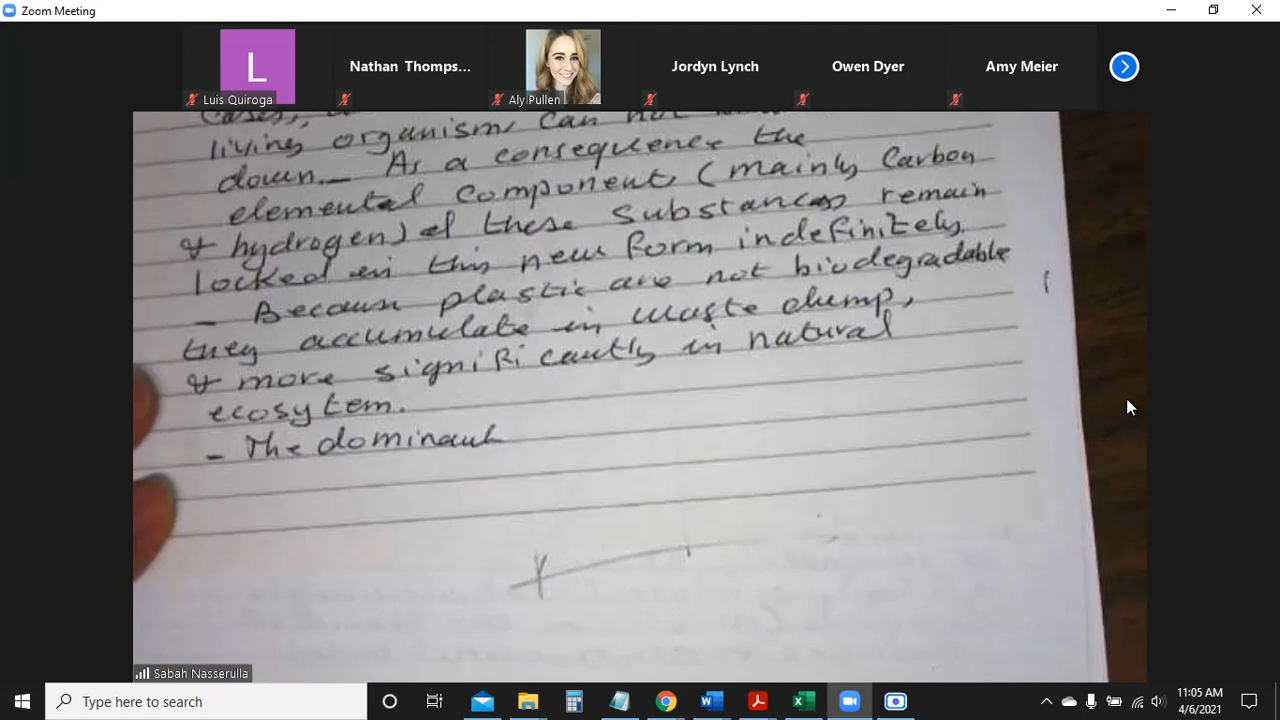 Zoom Meeting
L
Luis Quiroga
Nathan Thomps...
Aly Pullen
Jordyn Lynch
Owen Dyer
Amy Meier
living organism can not
down. As a consequence the
elemental component (mainly Carbon
& hydrogen) of these substances remain
locked in this new form indefinitely.
- Because plastic are not biodegradable
they accumulate in waste dump,
& more significantly in natural
ecosytem.
- The dominant
Sabah Nasserulla
Type here to search
11:05 AM
4/6/2021